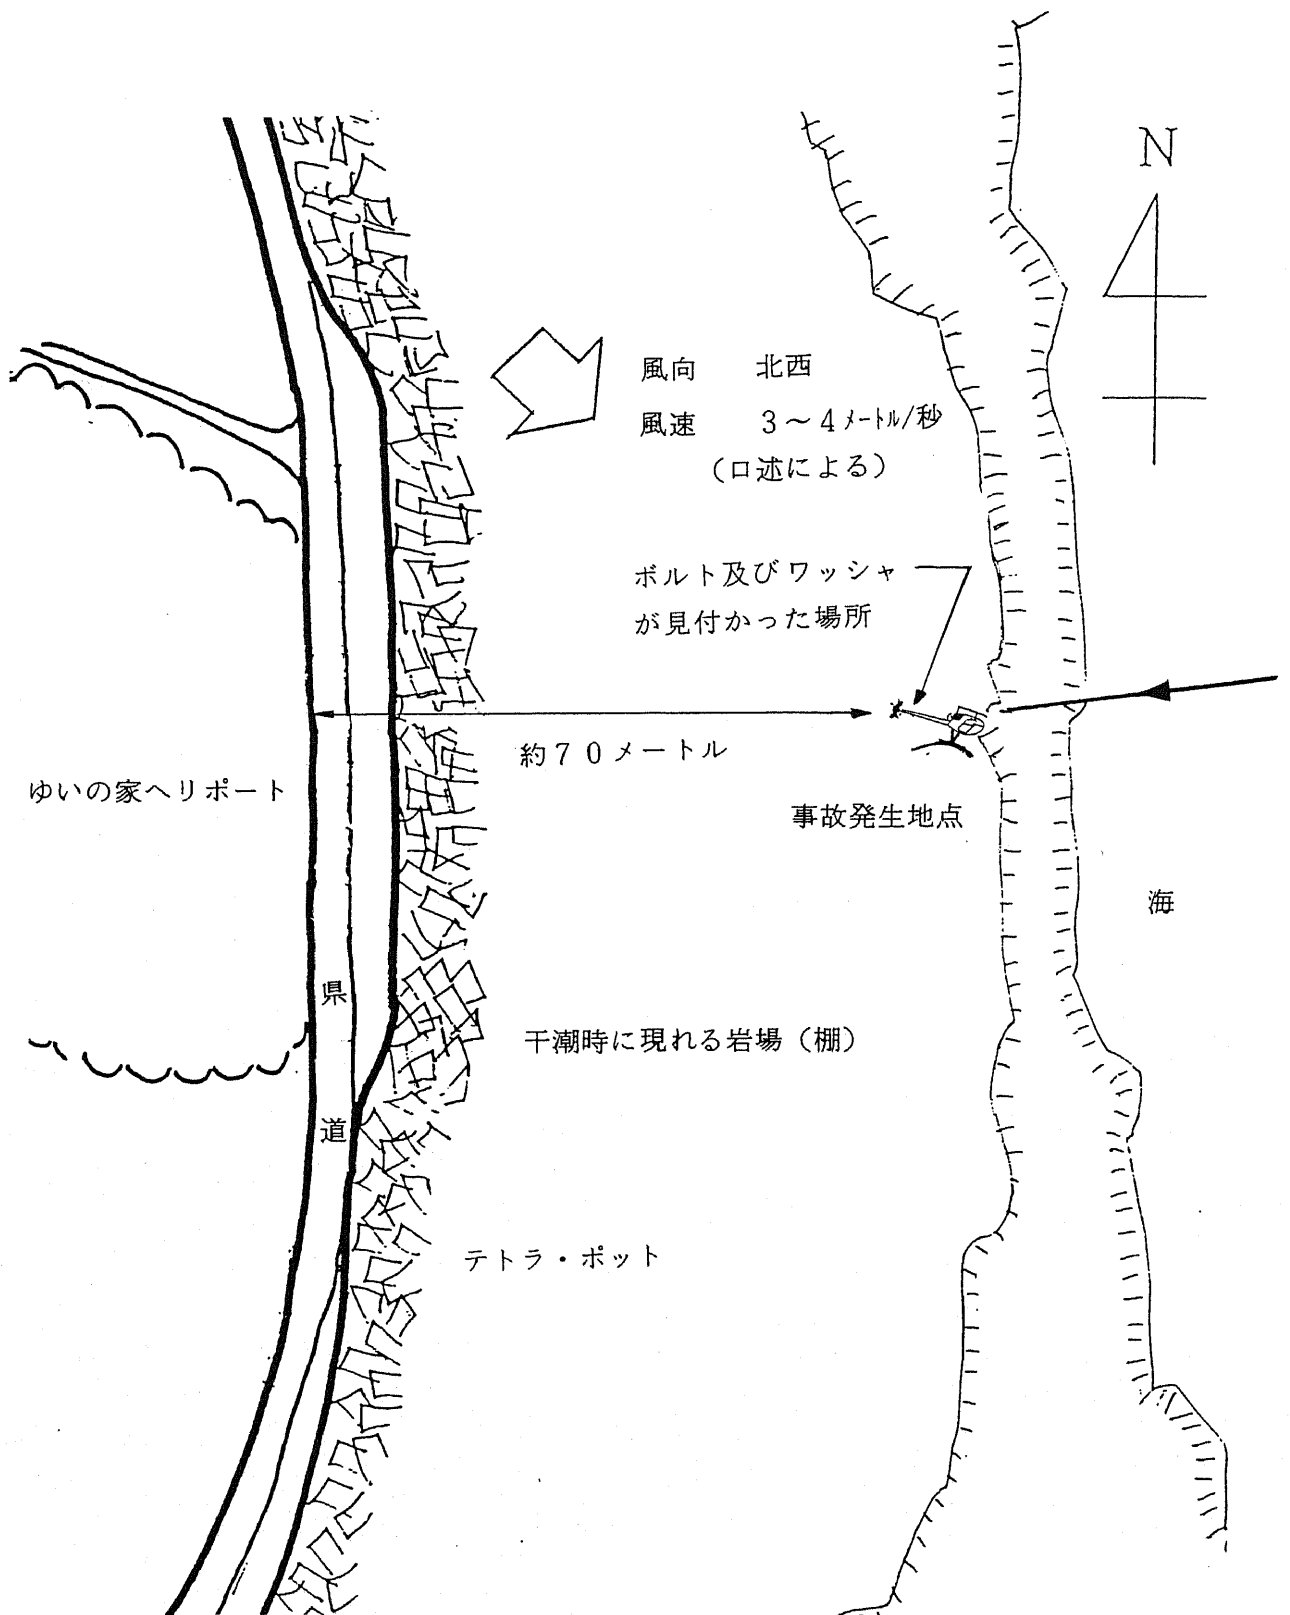 N
風向　　北西
風速　　3～4メートル/秒
（口述による）
ボルト及びワッシャ
が見付かった場所
約70メートル
ゆいの家ヘリポート
事故発生地点
海
県
道
干潮時に現れる岩場（棚）
テトラ・ポット